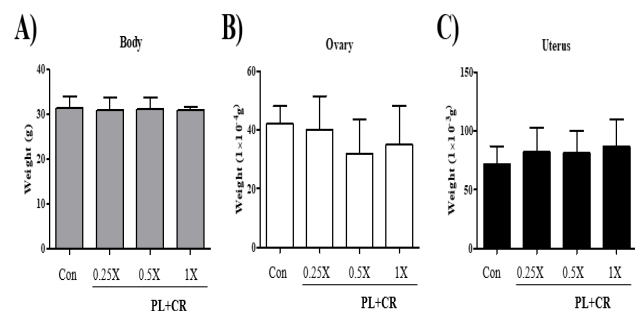 A)
Body
Weight (g)
40
30
20
10
0
Con 0.25X 0.5X 1X
PL+CR
B)
Ovary
Weight (1×10⁻⁴g
60
40
20
0
Con 0.25X 0.5X 1X
PL+CR
C)
Uterus
Weight (1×10⁻³g
150
100
50
0
Con 0.25X 0.5X 1X
PL+CR